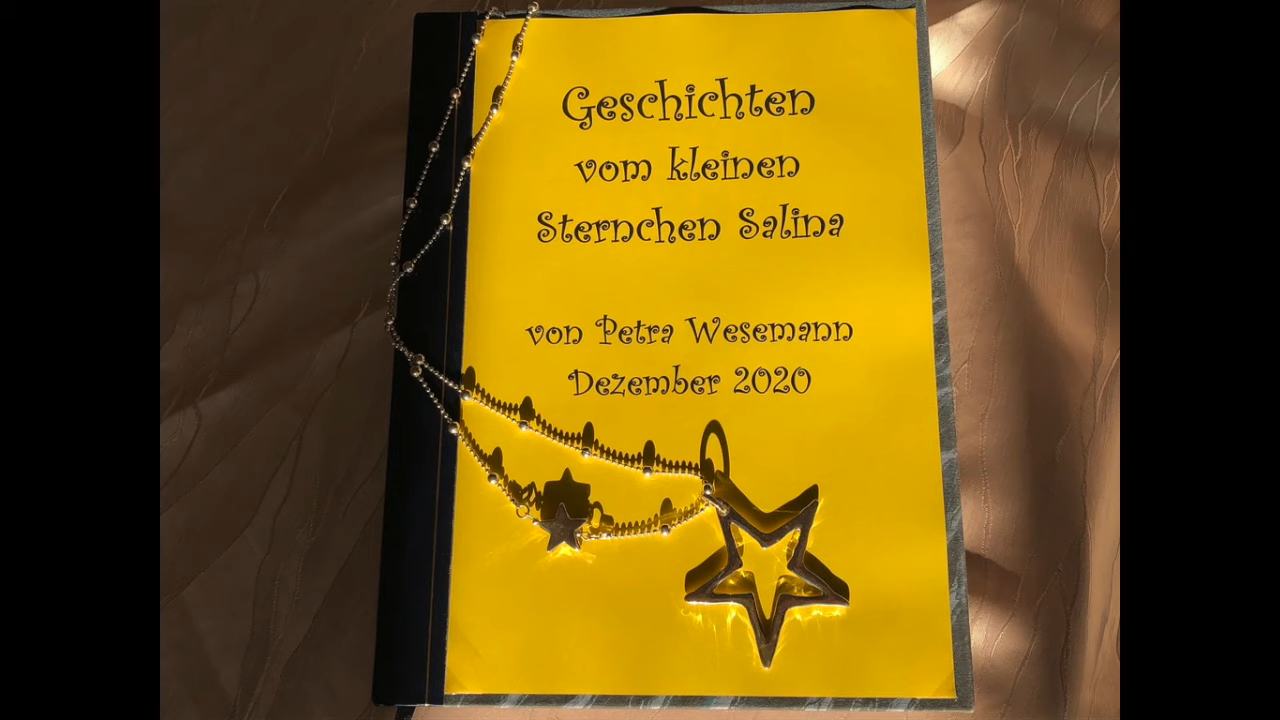 Geschichten
vom kleinen
Sternchen Salina
von Petra Wesemann
Dezember 2020